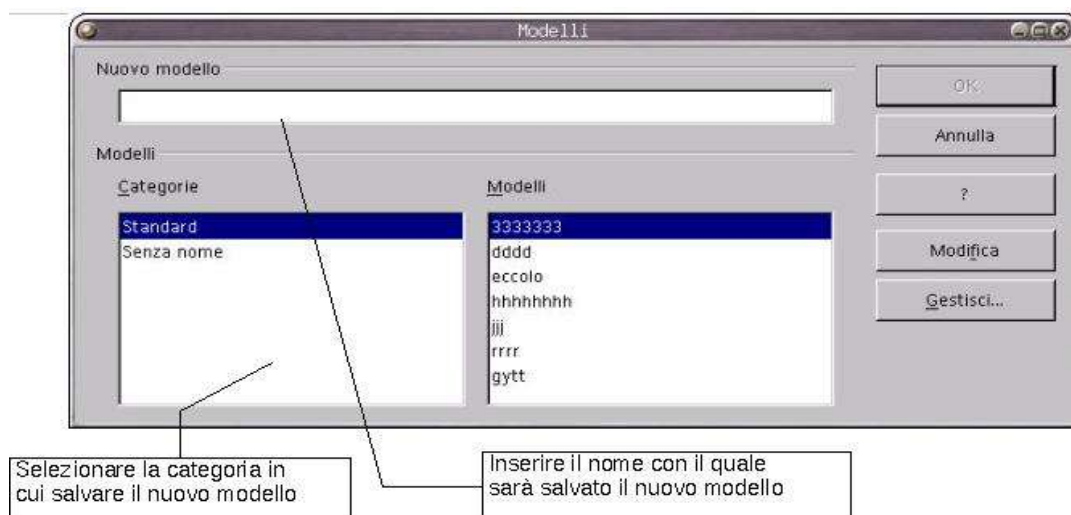 Modelli
Nuovo modello
OK
Annulla
Modelli
Categorie
Modelli
?
Standard
Senza nome
3333333
dddd
eccolo
hhhhhhhh
jjj
rrrr
gytt
Modifica
Gestisci...
Selezionare la categoria in
cui salvare il nuovo modello
Inserire il nome con il quale
sarà salvato il nuovo modello